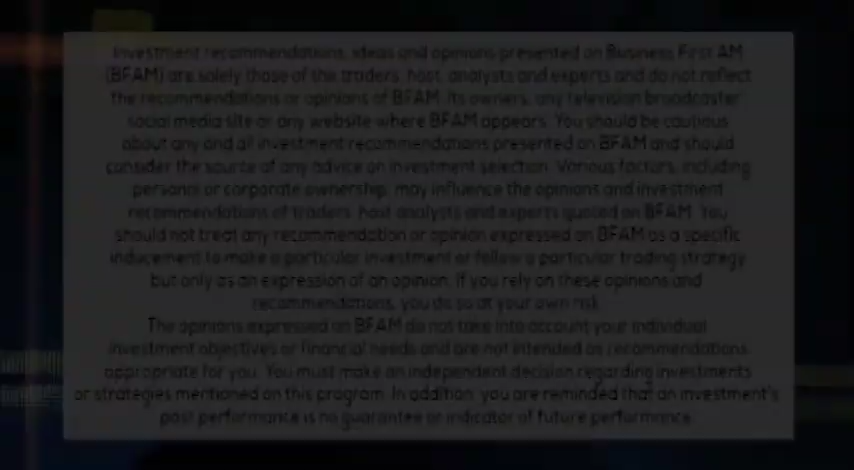 Investment recommendations, ideas and opinions presented on Business First AM
(BFAM) are solely those of the traders, host, analysts and experts and do not reflect
the recommendations or opinions of BFAM, its owners, any television broadcaster,
social media site or any website where BFAM appears. You should be cautious
about any and all investment recommendations presented on BFAM and should
consider the source of any advice on investment selection. Various factors, including
personal or corporate ownership, may influence the opinions and investment
recommendations of traders, host analysts and experts quoted on BFAM. You
should not treat any recommendation or opinion expressed on BFAM as a specific
inducement to make a particular investment or follow a particular trading strategy
but only as an expression of an opinion. If you rely on these opinions and
recommendations, you do so at your own risk.
The opinions expressed on BFAM do not take into account your individual
investment objectives or financial needs and are not intended as recommendations
appropriate for you. You must make an independent decision regarding investments
or strategies mentioned on this program. In addition, you are reminded that an investment's
past performance is no guarantee or indicator of future performance.